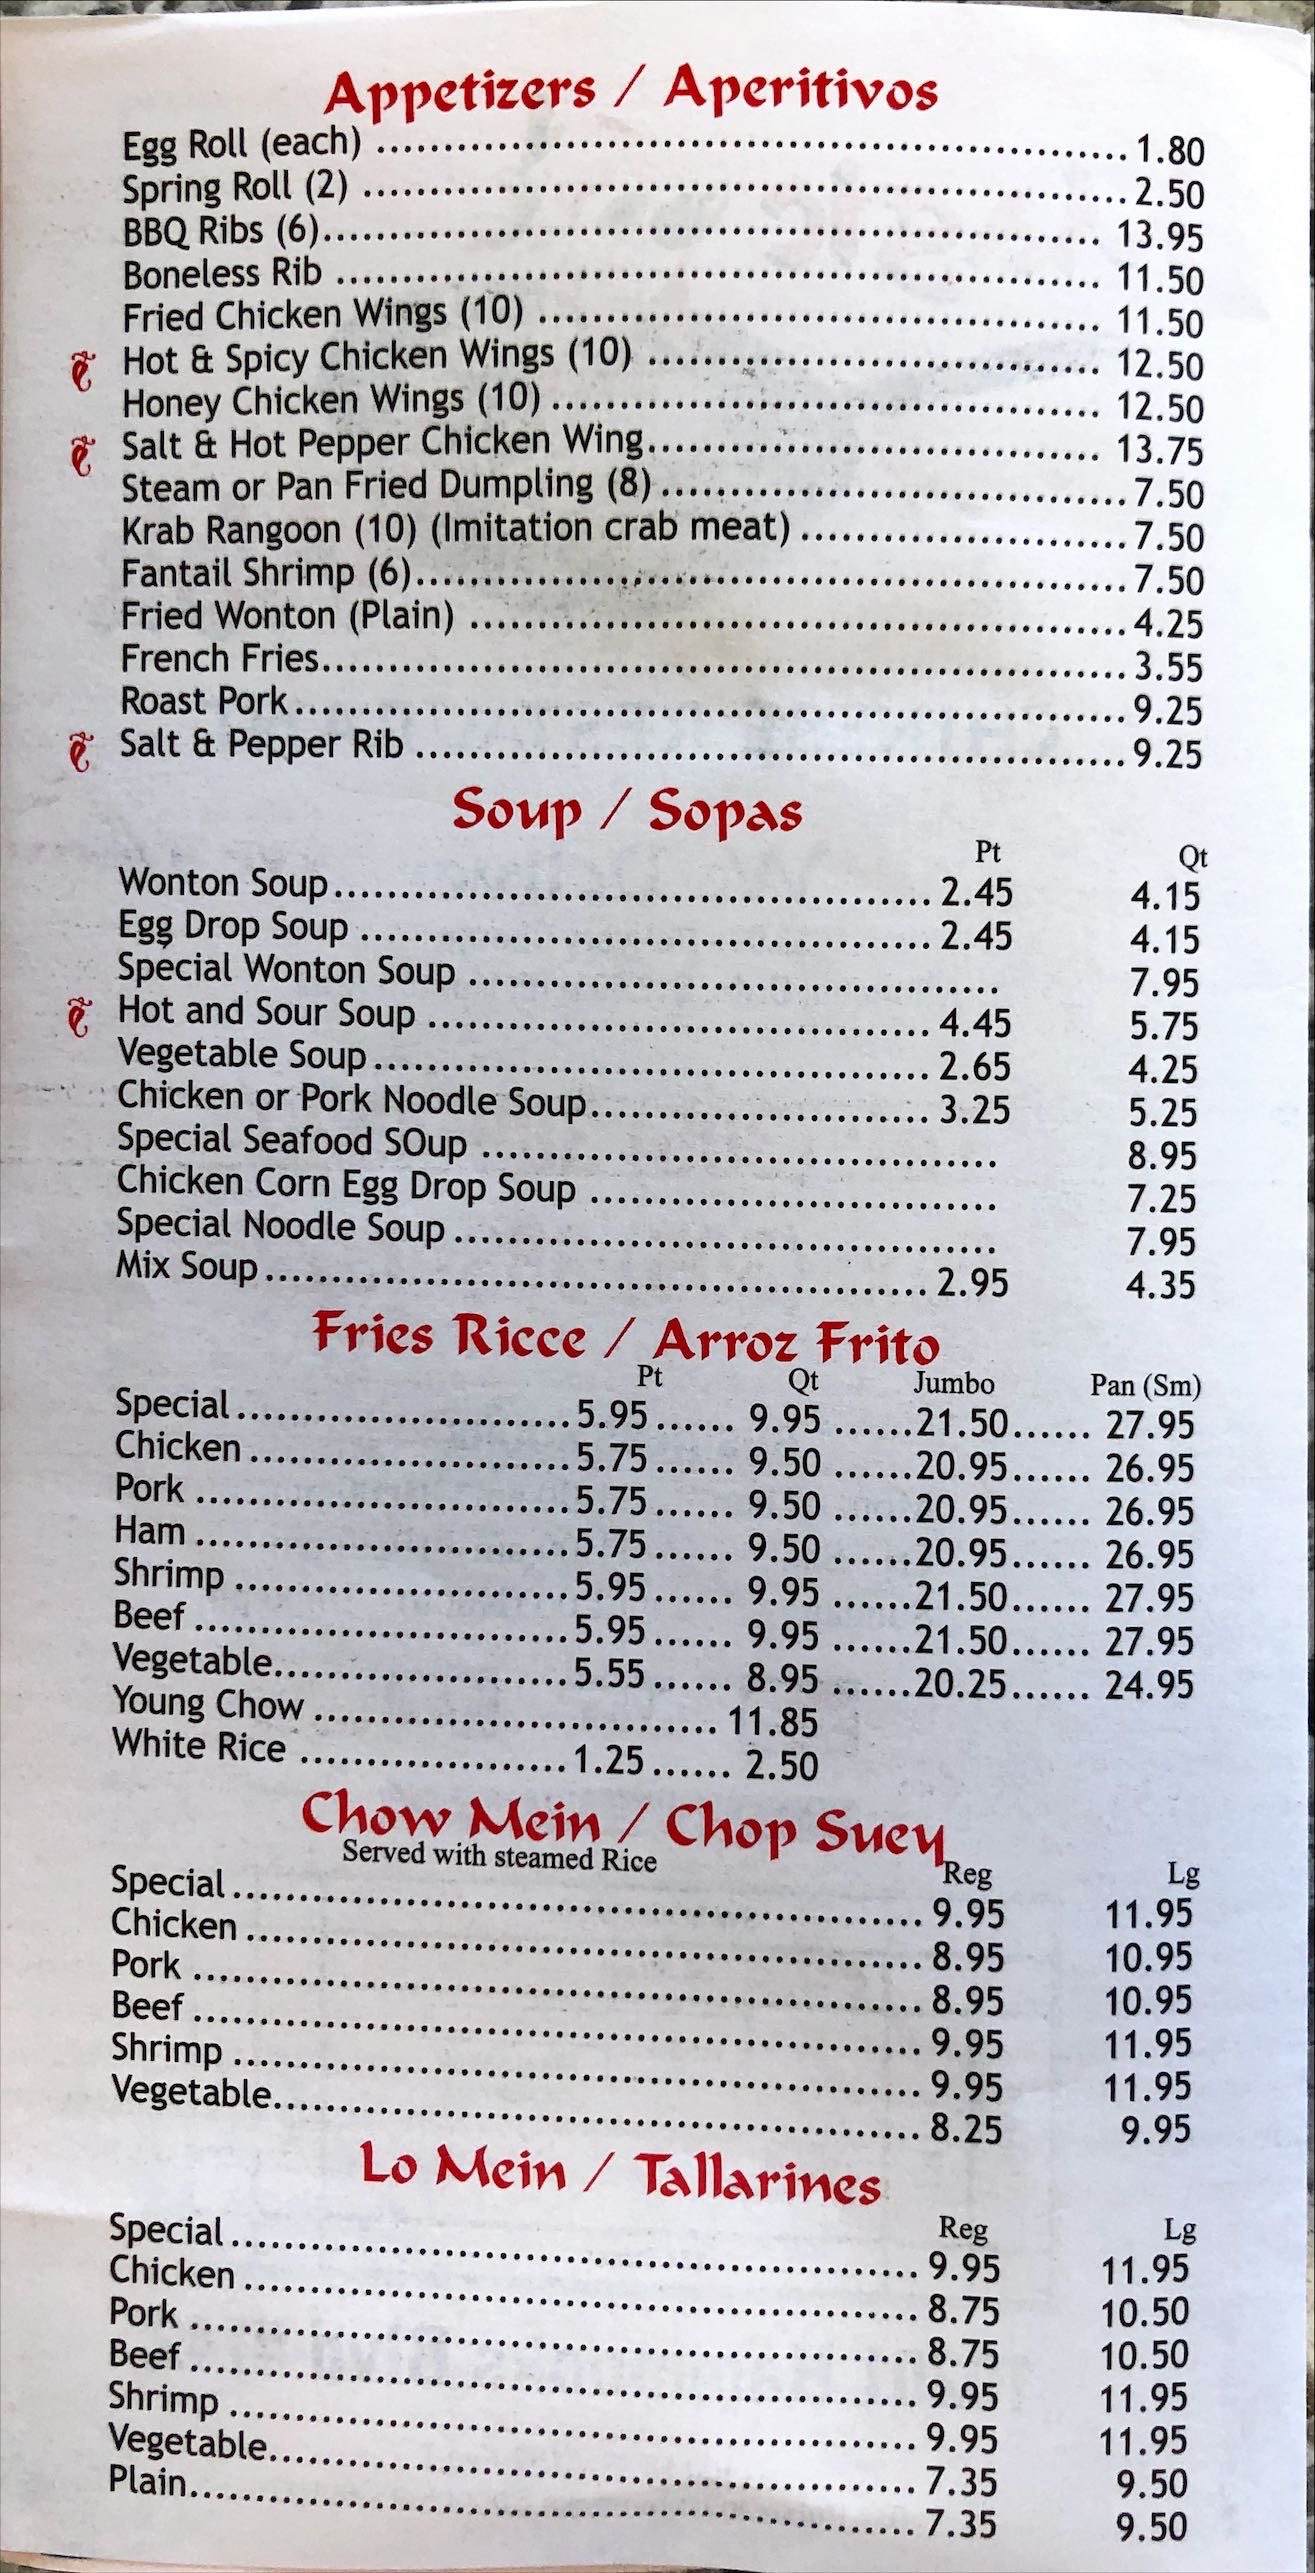 Appetizers / Aperitivos
Egg Roll (each) 1.80
Spring Roll (2) 2.50
BBQ Ribs (6) 13.95
Boneless Rib 11.50
Fried Chicken Wings (10) 11.50
Hot & Spicy Chicken Wings (10) 12.50
Honey Chicken Wings (10) 12.50
Salt & Hot Pepper Chicken Wing 13.75
Steam or Pan Fried Dumpling (8) 7.50
Krab Rangoon (10) (Imitation crab meat) 7.50
Fantail Shrimp (6) 7.50
Fried Wonton (Plain) 4.25
French Fries 3.55
Roast Pork 9.25
Salt & Pepper Rib 9.25
Soup / Sopas
Pt Qt
Wonton Soup 2.45 4.15
Egg Drop Soup 2.45 4.15
Special Wonton Soup 7.95
Hot and Sour Soup 4.45 5.75
Vegetable Soup 2.65 4.25
Chicken or Pork Noodle Soup 3.25 5.25
Special Seafood SOup 8.95
Chicken Corn Egg Drop Soup 7.25
Special Noodle Soup 7.95
Mix Soup 2.95 4.35
Fries Ricce / Arroz Frito
Pt Qt Jumbo Pan (Sm)
Special 5.95 9.95 21.50 27.95
Chicken 5.75 9.50 20.95 26.95
Pork 5.75 9.50 20.95 26.95
Ham 5.75 9.50 20.95 26.95
Shrimp 5.95 9.95 21.50 27.95
Beef 5.95 9.95 21.50 27.95
Vegetable 5.55 8.95 20.25 24.95
Young Chow 11.85
White Rice 1.25 2.50
Chow Mein / Chop Suey
Served with steamed Rice Reg Lg
Special 9.95 11.95
Chicken 8.95 10.95
Pork 8.95 10.95
Beef 9.95 11.95
Shrimp 9.95 11.95
Vegetable 8.25 9.95
Lo Mein / Tallarines
Reg Lg
Special 9.95 11.95
Chicken 8.75 10.50
Pork 8.75 10.50
Beef 9.95 11.95
Shrimp 9.95 11.95
Vegetable 7.35 9.50
Plain 7.35 9.50